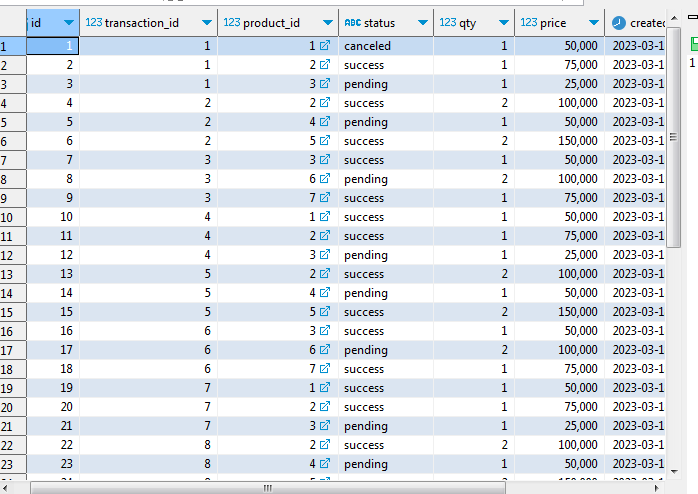 id 123 transaction_id 123 product_id ABC status 123 qty 123 price created
1 1 1 1 canceled 1 50,000 2023-03-1
2 2 1 2 success 1 75,000 2023-03-1
3 3 1 3 pending 1 25,000 2023-03-1
4 4 2 2 success 2 100,000 2023-03-1
5 5 2 4 pending 1 50,000 2023-03-1
6 6 2 5 success 2 150,000 2023-03-1
7 7 3 3 success 1 50,000 2023-03-1
8 8 3 6 pending 2 100,000 2023-03-1
9 9 3 7 success 1 75,000 2023-03-1
10 10 4 1 success 1 50,000 2023-03-1
11 11 4 2 success 1 75,000 2023-03-1
12 12 4 3 pending 1 25,000 2023-03-1
13 13 5 2 success 2 100,000 2023-03-1
14 14 5 4 pending 1 50,000 2023-03-1
15 15 5 5 success 2 150,000 2023-03-1
16 16 6 3 success 1 50,000 2023-03-1
17 17 6 6 pending 2 100,000 2023-03-1
18 18 6 7 success 1 75,000 2023-03-1
19 19 7 1 success 1 50,000 2023-03-1
20 20 7 2 success 1 75,000 2023-03-1
21 21 7 3 pending 1 25,000 2023-03-1
22 22 8 2 success 2 100,000 2023-03-1
23 23 8 4 pending 1 50,000 2023-03-1
1